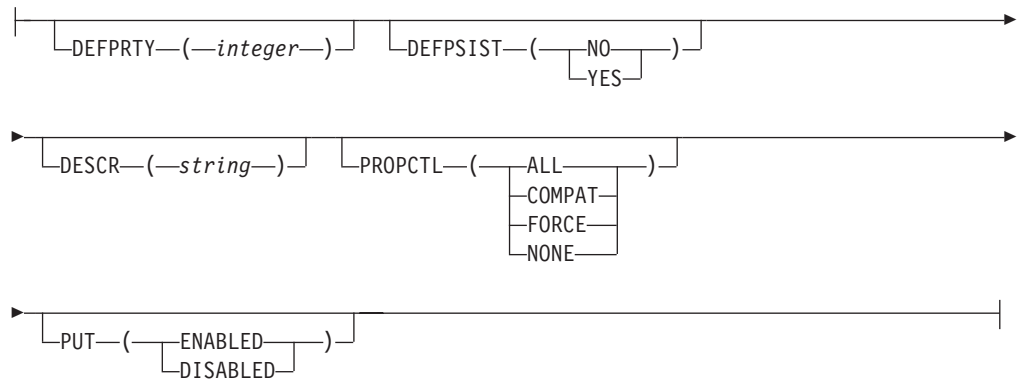 DEFPRTY ( integer ) DEFPSIST ( NO )
YES
DESCR ( string ) PROPCTL ( ALL )
COMPAT
FORCE
NONE
PUT ( ENABLED )
DISABLED